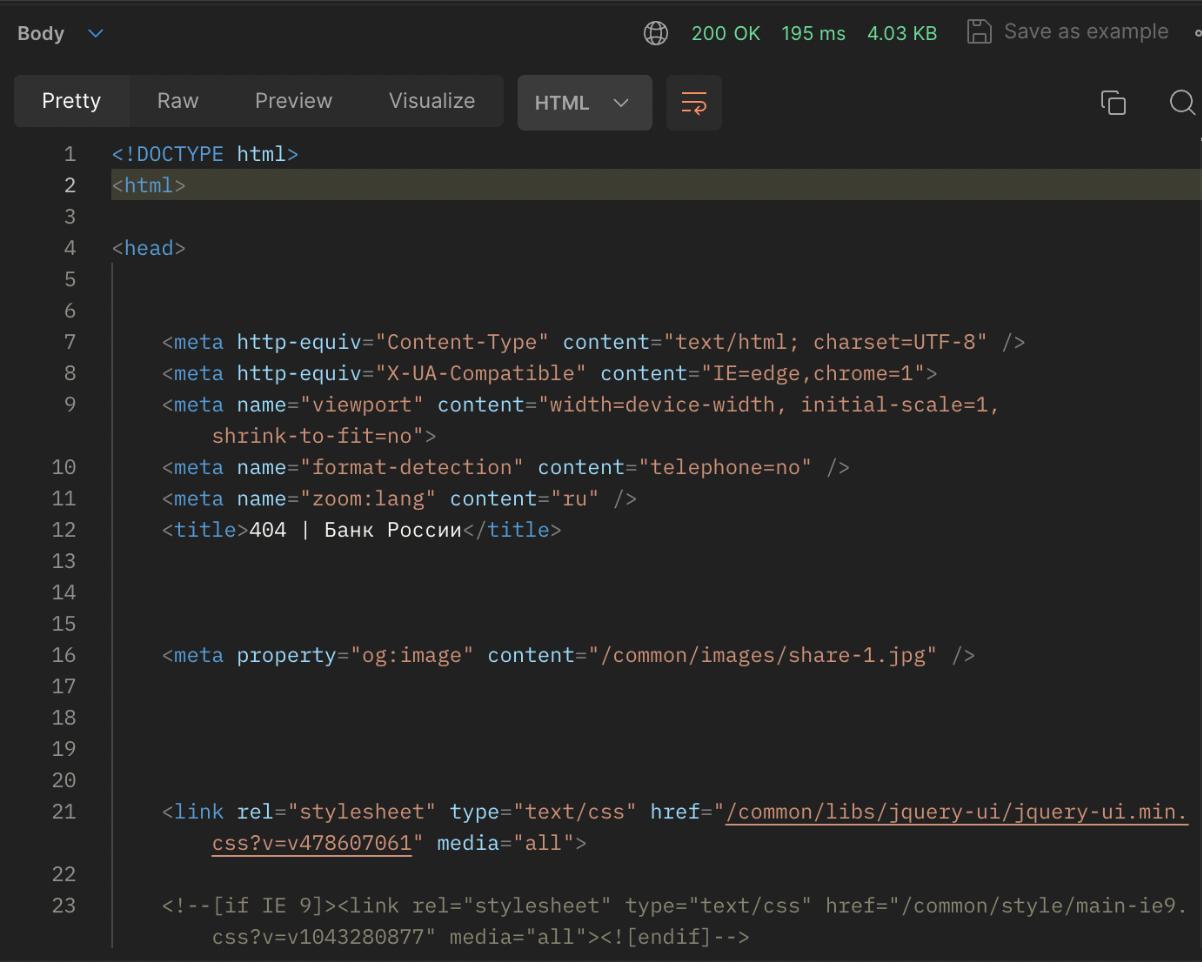 Body
200 OK 195 ms 4.03 KB Save as example
Pretty Raw Preview Visualize HTML
1 <!DOCTYPE html>
2 <html>
3
4 <head>
5
6
7 <meta http-equiv="Content-Type" content="text/html; charset=UTF-8" />
8 <meta http-equiv="X-UA-Compatible" content="IE=edge,chrome=1">
9 <meta name="viewport" content="width=device-width, initial-scale=1,
shrink-to-fit=no">
10 <meta name="format-detection" content="telephone=no" />
11 <meta name="zoom:lang" content="ru" />
12 <title>404 | Банк России</title>
13
14
15
16 <meta property="og:image" content="/common/images/share-1.jpg" />
17
18
19
20
21 <link rel="stylesheet" type="text/css" href="/common/libs/jquery-ui/jquery-ui.min.
css?v=v478607061" media="all">
22
23 <!--[if IE 9]><link rel="stylesheet" type="text/css" href="/common/style/main-ie9.
css?v=v1043280877" media="all"><![endif]-->